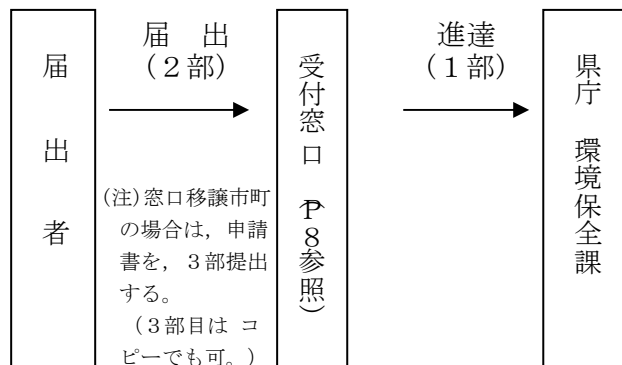 届出者
届 出
(２部)
(注)窓口移譲市町
の場合は，申請
書を，３部提出
する。
（３部目は コ
ピーでも可。）
受付窓口 （P８参照）
進達
(１部)
県庁 環境保全課